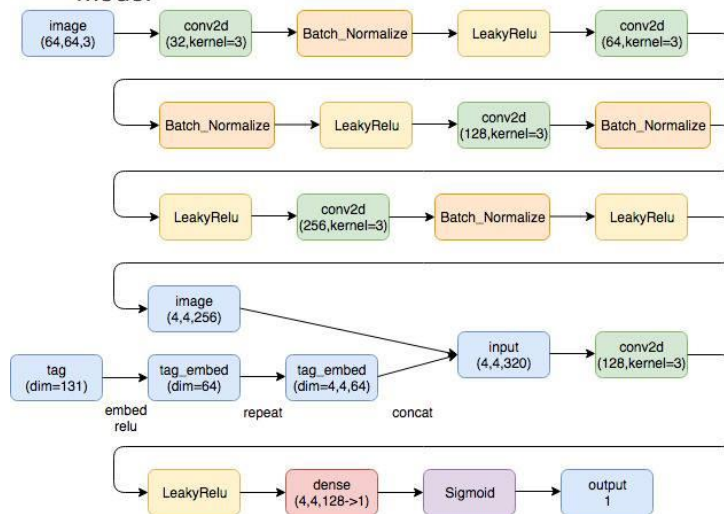 image
(64,64,3)
conv2d
(32,kernel=3)
Batch_Normalize
LeakyRelu
conv2d
(64,kernel=3)
Batch_Normalize
LeakyRelu
conv2d
(128,kernel=3)
Batch_Normalize
LeakyRelu
conv2d
(256,kernel=3)
Batch_Normalize
LeakyRelu
image
(4,4,256)
tag
(dim=131)
embed
relu
tag_embed
(dim=64)
repeat
tag_embed
(dim=4,4,64)
concat
input
(4,4,320)
conv2d
(128,kernel=3)
LeakyRelu
dense
(4,4,128->1)
Sigmoid
output
1